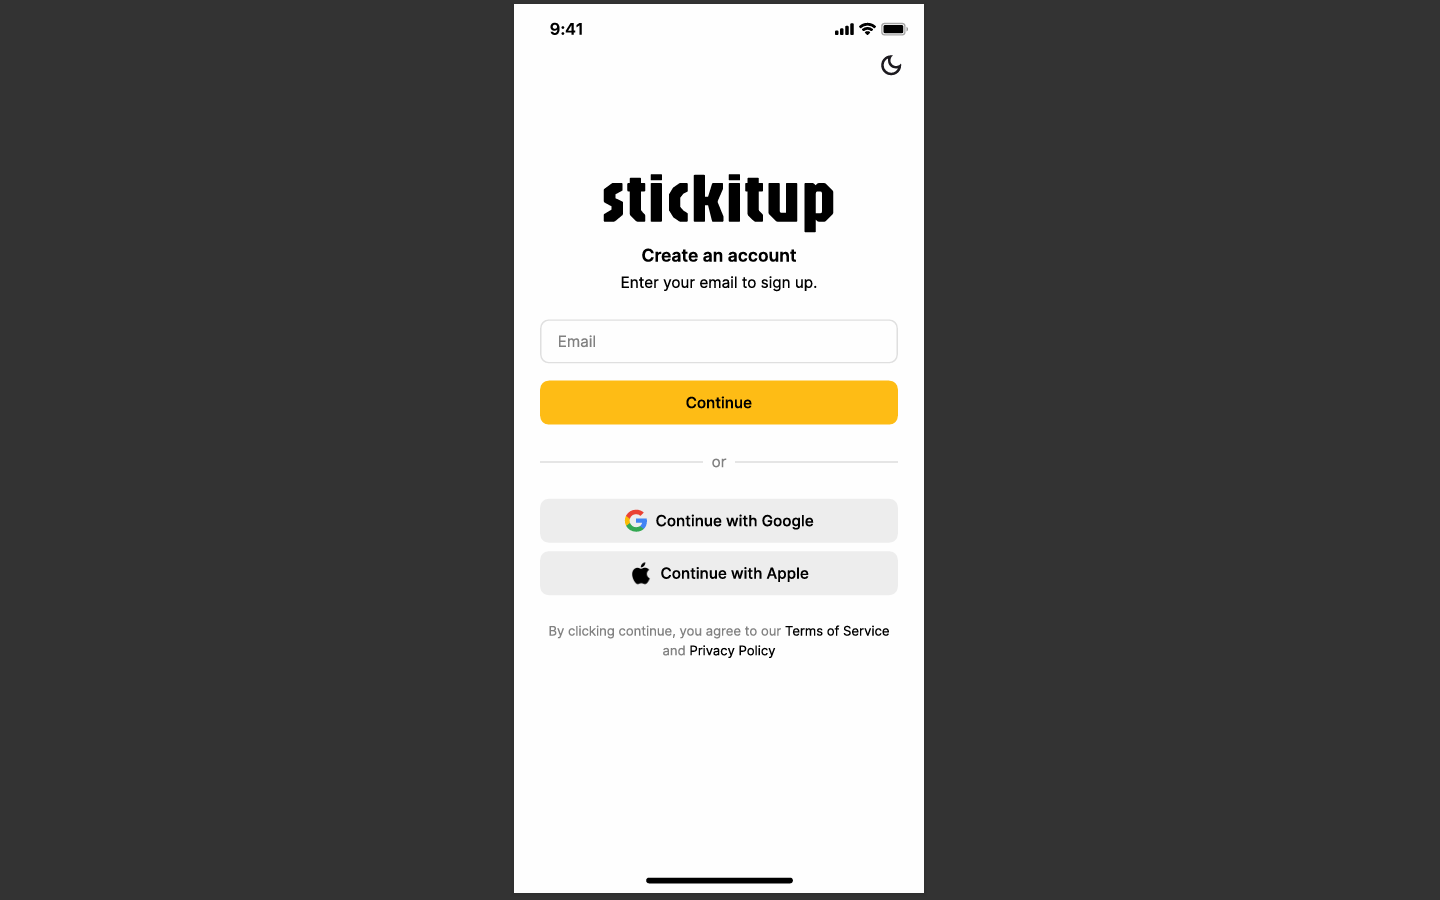 9:41
stickitup
Create an account
Enter your email to sign up.
Email
Continue
or
Continue with Google
Continue with Apple
By clicking continue, you agree to our Terms of Service
and Privacy Policy